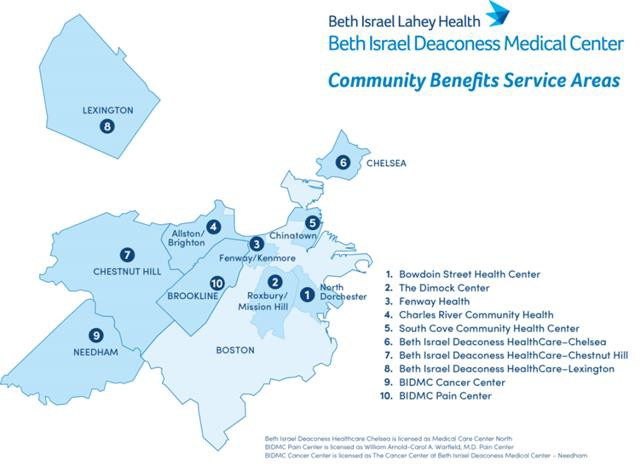 Beth Israel Lahey Health
Beth Israel Deaconess Medical Center
Community Benefits Service Areas
LEXINGTON
8
6
CHELSEA
4
Allston/
Brighton
5
Chinatown
3
Fenway/Kenmore
7
CHESTNUT HILL
10
BROOKLINE
2
Roxbury/
Mission Hill
1
North
Dorchester
9
NEEDHAM
BOSTON
1. Bowdoin Street Health Center
2. The Dimock Center
3. Fenway Health
4. Charles River Community Health
5. South Cove Community Health Center
6. Beth Israel Deaconess HealthCare–Chelsea
7. Beth Israel Deaconess HealthCare–Chestnut Hill
8. Beth Israel Deaconess HealthCare–Lexington
9. BIDMC Cancer Center
10. BIDMC Pain Center
Beth Israel Deaconess Healthcare Chelsea is licensed as Medical Care Center North
BIDMC Pain Center is licensed as William Arnold-Carol A. Warfield, M.D. Pain Center
BIDMC Cancer Center is licensed as The Cancer Center at Beth Israel Deaconess Medical Center – Needham